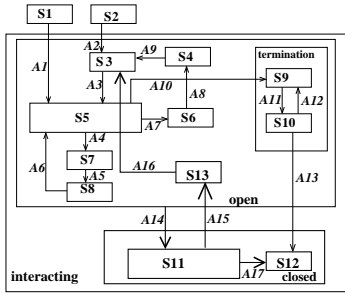 S1 S2
A2 A9 S4
S3 termination
A1 A3 A10 S9
A8 A11 A12
S5 A7 S6 S10
A4
S7
A6 A5 A16 S13 A13
S8
open
A14 A15
S11 S12
A17
interacting closed